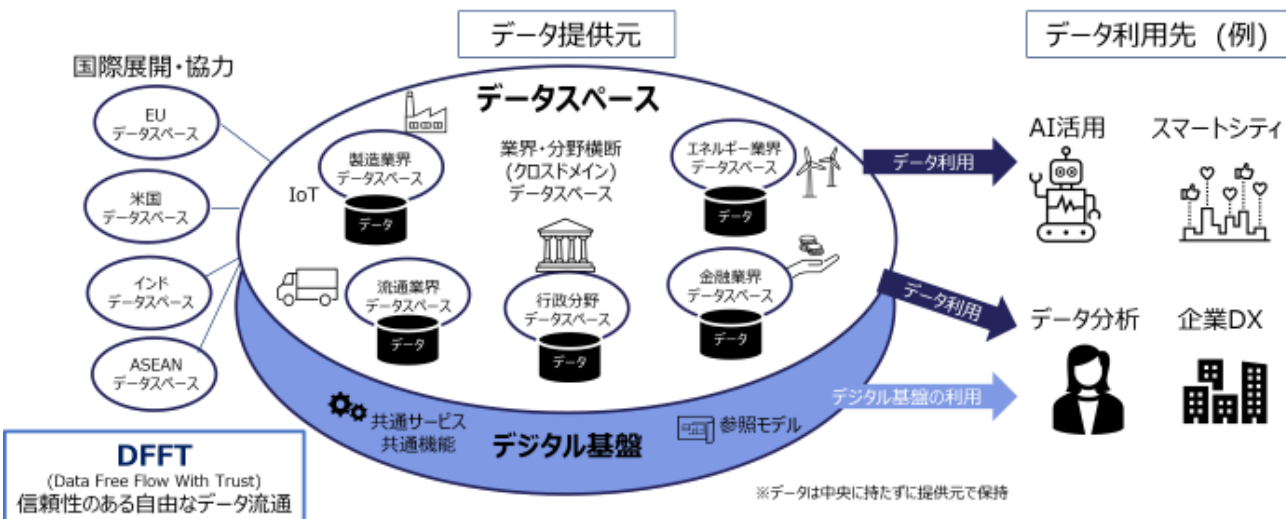 データ提供元
データ利用先 (例)
国際展開・協力
EU
データスペース
米国
データスペース
インド
データスペース
ASEAN
データスペース
データスペース
製造業界
データスペース
データ
IoT
業界・分野横断
(クロスドメイン)
データスペース
エネルギー業界
データスペース
データ
流通業界
データスペース
データ
行政分野
データスペース
データ
金融業界
データスペース
データ
共通サービス
共通機能
デジタル基盤
参照モデル
データ利用
データ利用
デジタル基盤の利用
AI活用
スマートシティ
データ分析
企業DX
DFFT
(Data Free Flow With Trust)
信頼性のある自由なデータ流通
※データは中央に持たずに提供元で保持